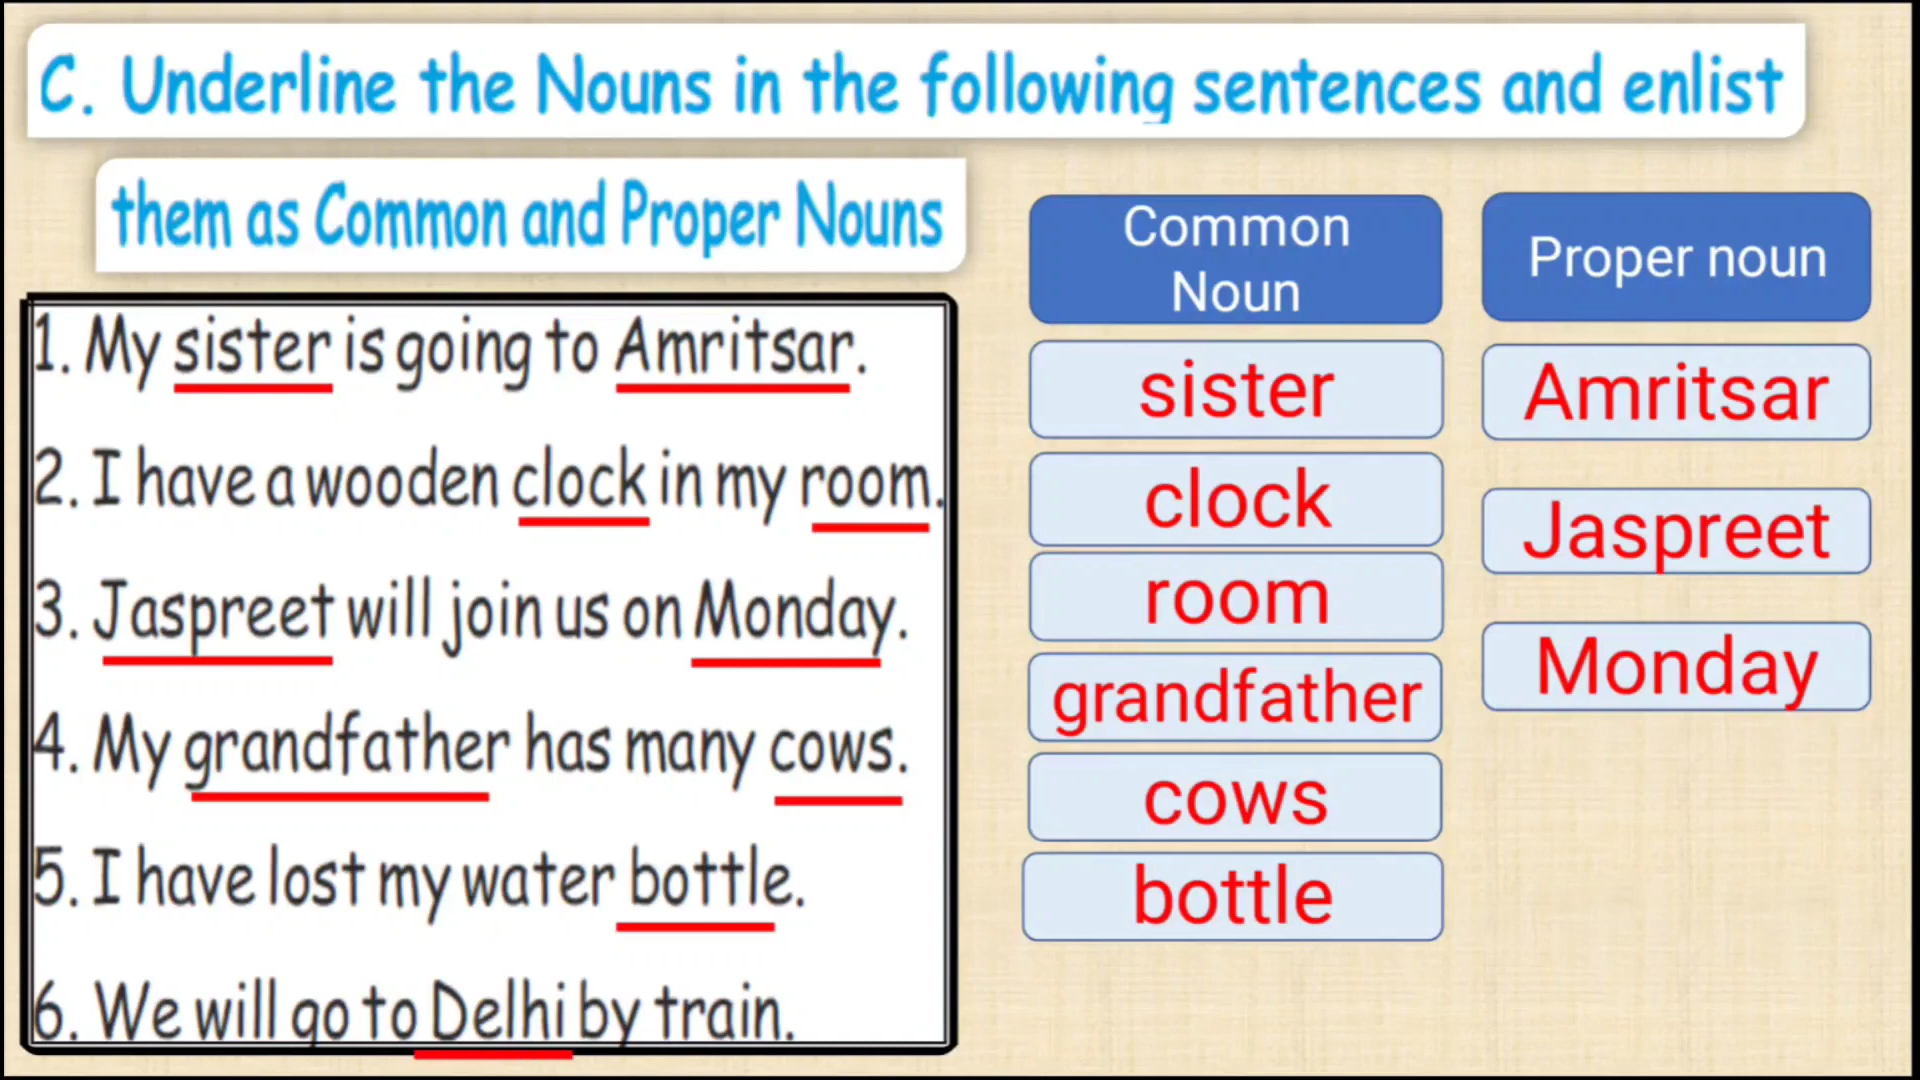 C. Underline the Nouns in the following sentences and enlist
them as Common and Proper Nouns
1. My sister is going to Amritsar.
2. I have a wooden clock in my room.
3. Jaspreet will join us on Monday.
4. My grandfather has many cows.
5. I have lost my water bottle.
6. We will go to Delhi by train.
Common
Noun
sister
clock
room
grandfather
cows
bottle
Proper noun
Amritsar
Jaspreet
Monday